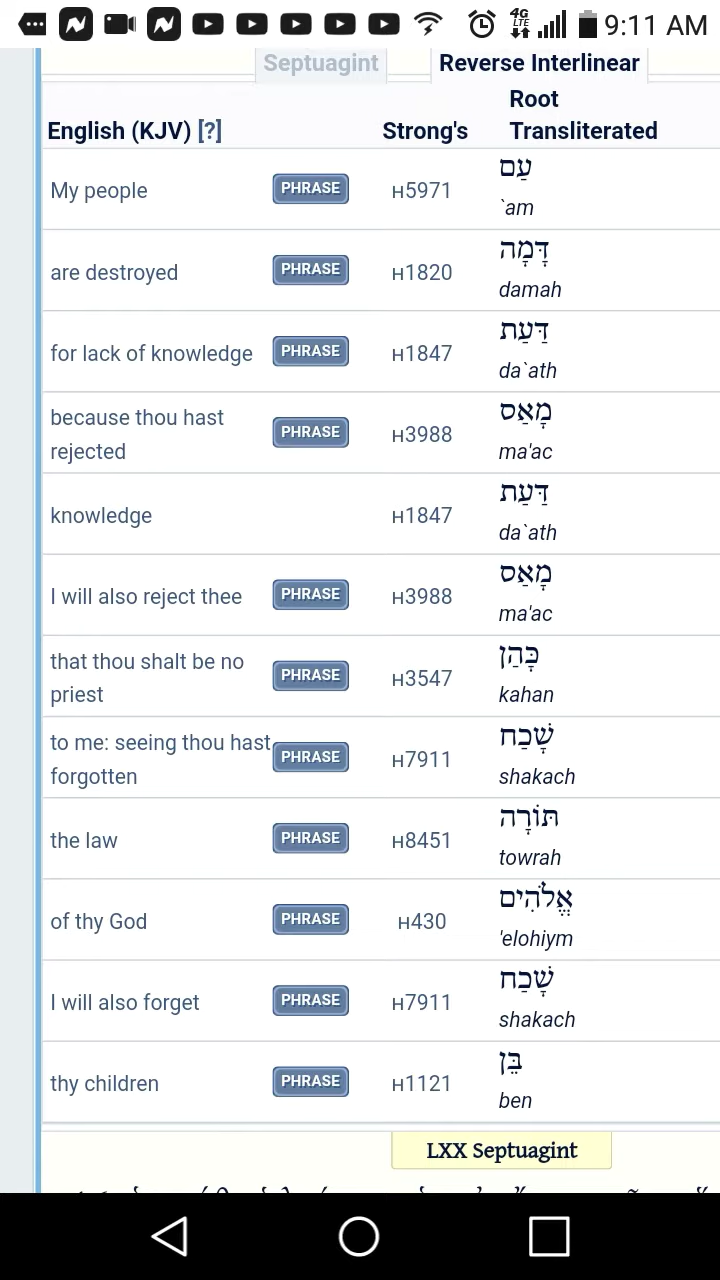 4G
LTE
9:11 AM
Septuagint
Reverse Interlinear
English (KJV) [?]
Strong's
Root
Transliterated
My people
PHRASE
H5971
עַם
`am
are destroyed
PHRASE
H1820
דָּמָה
damah
for lack of knowledge
PHRASE
H1847
דַּעַת
da`ath
because thou hast
rejected
PHRASE
H3988
מָאַס
ma'ac
knowledge
H1847
דַּעַת
da`ath
I will also reject thee
PHRASE
H3988
מָאַס
ma'ac
that thou shalt be no
priest
PHRASE
H3547
כָּהַן
kahan
to me: seeing thou hast
forgotten
PHRASE
H7911
שָׁכַח
shakach
the law
PHRASE
H8451
תּוֹרָה
towrah
of thy God
PHRASE
H430
אֱלֹהִים
'elohiym
I will also forget
PHRASE
H7911
שָׁכַח
shakach
thy children
PHRASE
H1121
בֵּן
ben
LXX Septuagint